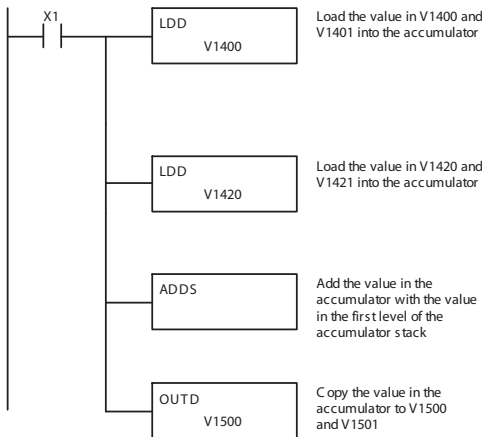 X1
LDD
V1400
Load the value in V1400 and
V1401 into the accumulator
LDD
V1420
Load the value in V1420 and
V1421 into the accumulator
ADDS
Add the value in the
accumulator with the value
in the first level of the
accumulator stack
OUTD
V1500
Copy the value in the
accumulator to V1500
and V1501